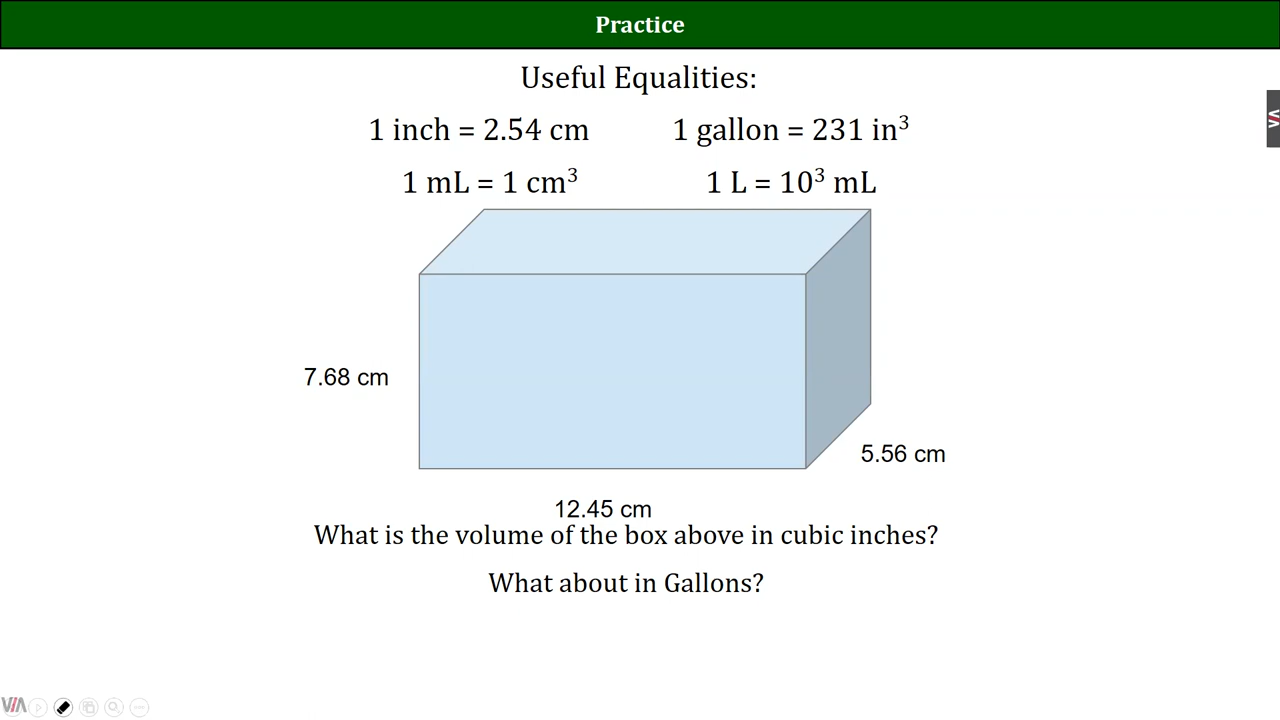 Practice
Useful Equalities:
1 inch = 2.54 cm 1 gallon = 231 in³
1 mL = 1 cm³ 1 L = 10³ mL
7.68 cm
5.56 cm
12.45 cm
What is the volume of the box above in cubic inches?
What about in Gallons?
VIA